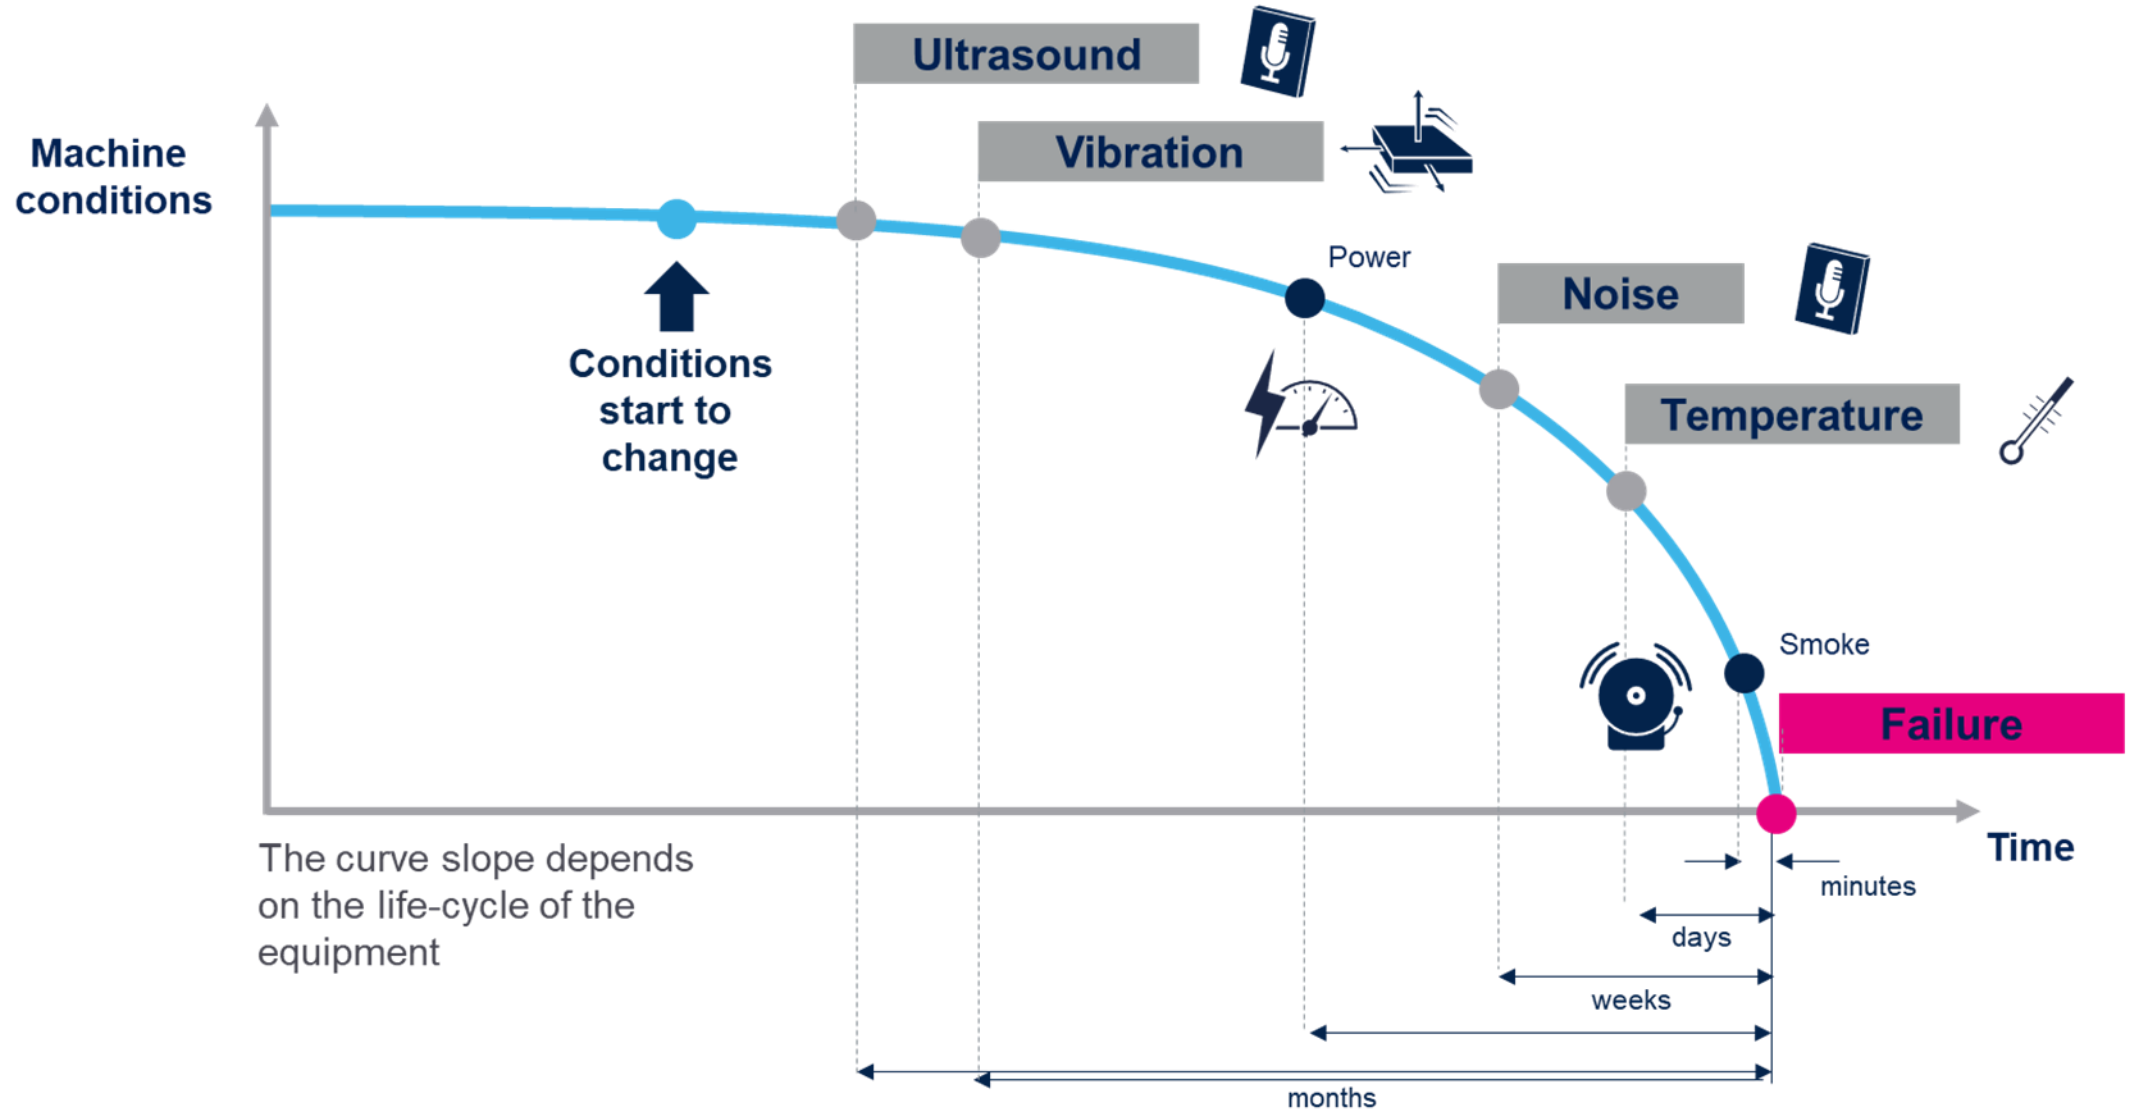 Ultrasound
Vibration
Machine
conditions
Power
Noise
Conditions
start to
change
Temperature
Smoke
Failure
Time
The curve slope depends
on the life-cycle of the
equipment
minutes
days
weeks
months